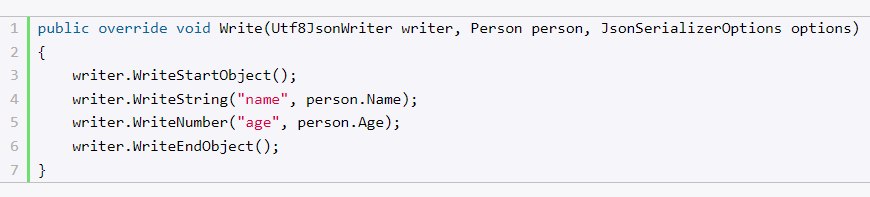 1 public override void Write(Utf8JsonWriter writer, Person person, JsonSerializerOptions options)
2 {
3     writer.WriteStartObject();
4     writer.WriteString("name", person.Name);
5     writer.WriteNumber("age", person.Age);
6     writer.WriteEndObject();
7 }